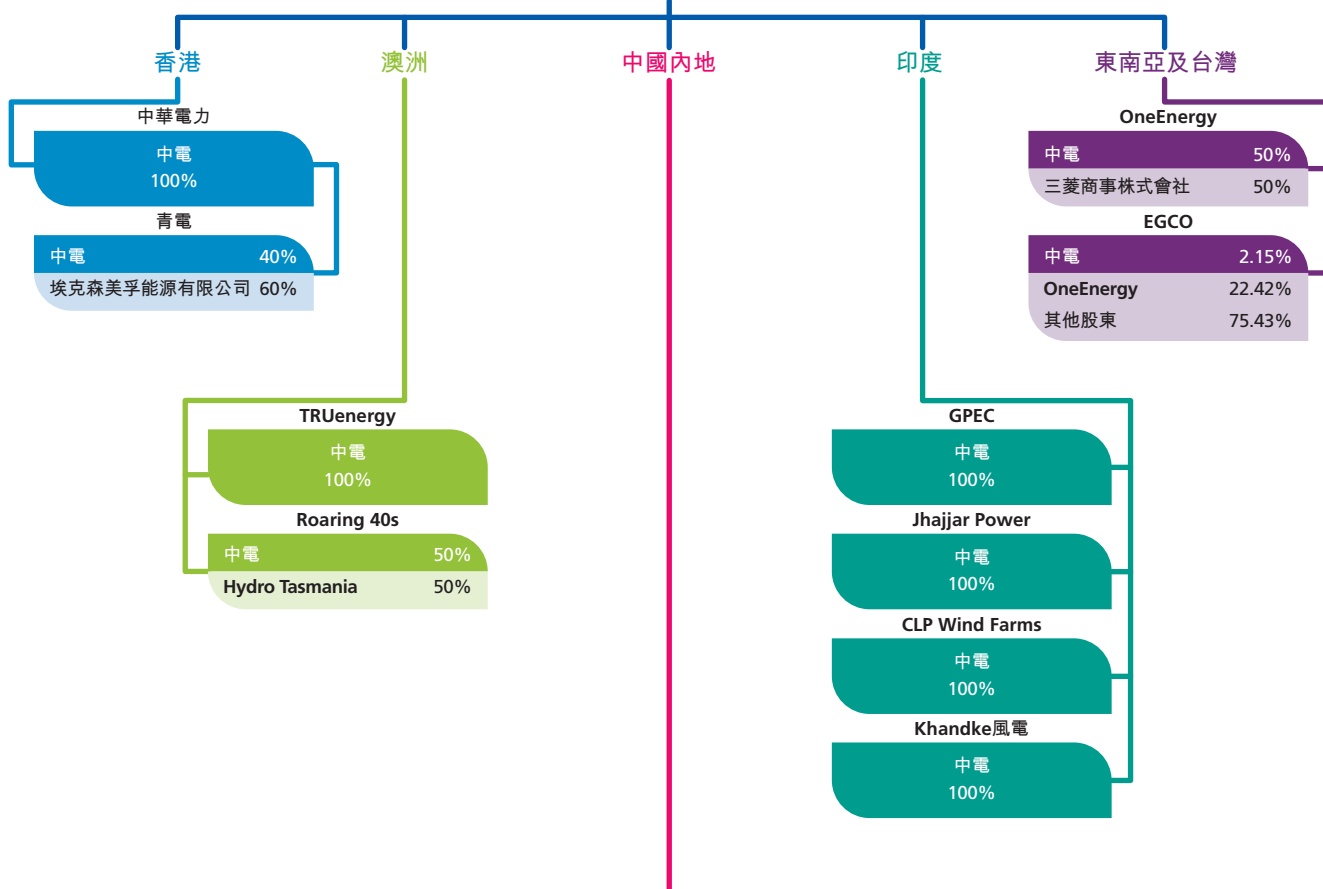 香港
澳洲
中國內地
印度
東南亞及台灣
中華電力
中電
100%
青電
中電 40%
埃克森美孚能源有限公司 60%
TRUenergy
中電
100%
Roaring 40s
中電 50%
Hydro Tasmania 50%
GPEC
中電
100%
Jhajjar Power
中電
100%
CLP Wind Farms
中電
100%
Khandke風電
中電
100%
OneEnergy
中電 50%
三菱商事株式會社 50%
EGCO
中電 2.15%
OneEnergy 22.42%
其他股東 75.43%